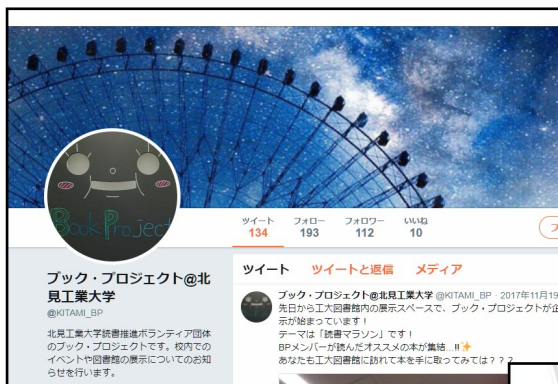 Book Project
ツイート フォロー フォロワー いいね
134 193 112 10
ブック・プロジェクト@北
見工業大学
@KITAMI_BP
北見工業大学読書推進ボランティア団体
のブック・プロジェクトです。校内での
イベントや図書館の展示についてのお知
らせを行います。
ツイート ツイートと返信 メディア
ブック・プロジェクト@北見工業大学 @KITAMI_BP · 2017年11月19
先日から工大図書館内の展示スペースで、ブック・プロジェクトが企
示が始まっています！
テーマは「読書マラソン」です！
BPメンバーが読んだオススメの本が集結...!!✨
あなたも工大図書館に訪れて本を手に取ってみては？？？